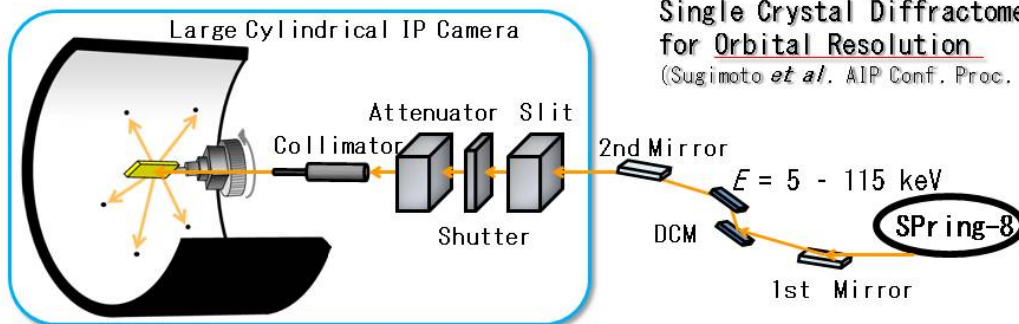 Single Crystal Diffractome
for Orbital Resolution
(Sugimoto et al. AIP Conf. Proc.
Large Cylindrical IP Camera
Attenuator Slit
Collimator
2nd Mirror
E = 5 - 115 keV
SPring-8
DCM
Shutter
1st Mirror